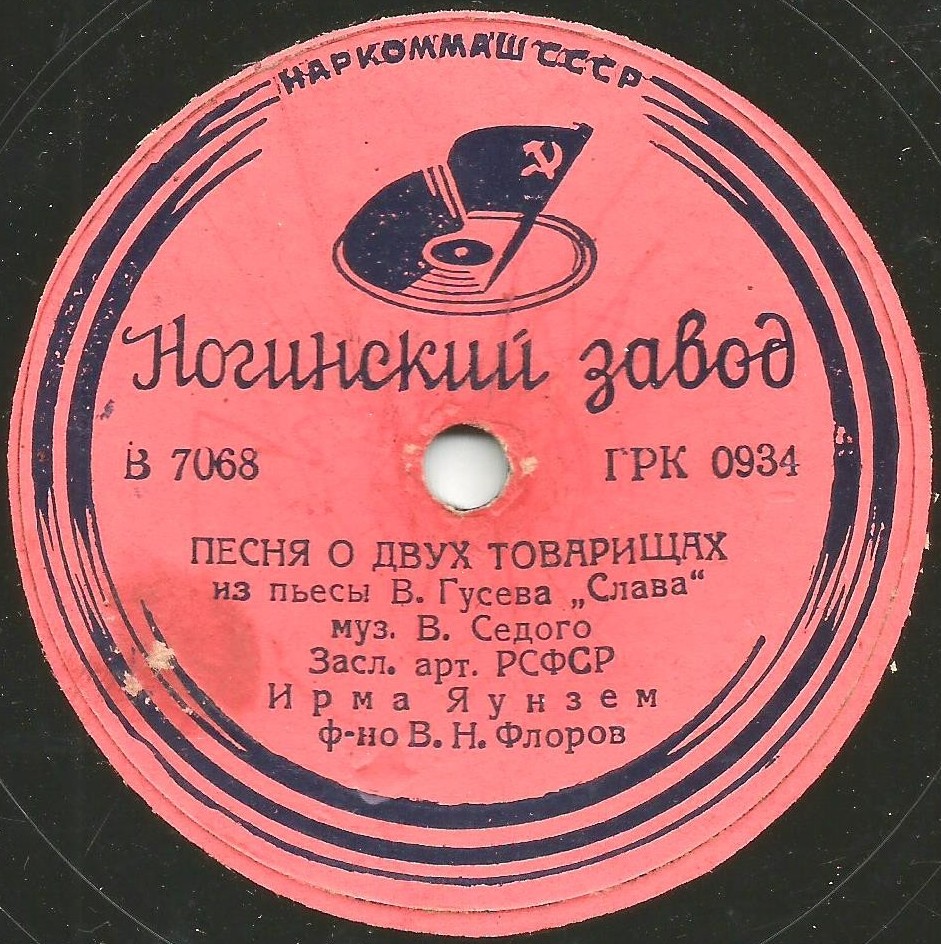 НАРКОММАШ СССР
Ногинский завод
В 7068 ГРК 0934
ПЕСНЯ О ДВУХ ТОВАРИЩАХ
из пьесы В. Гусева „Слава“
муз. В. Седого
Засл. арт. РСФСР
Ирма Яунзем
ф-но В. Н. Флоров